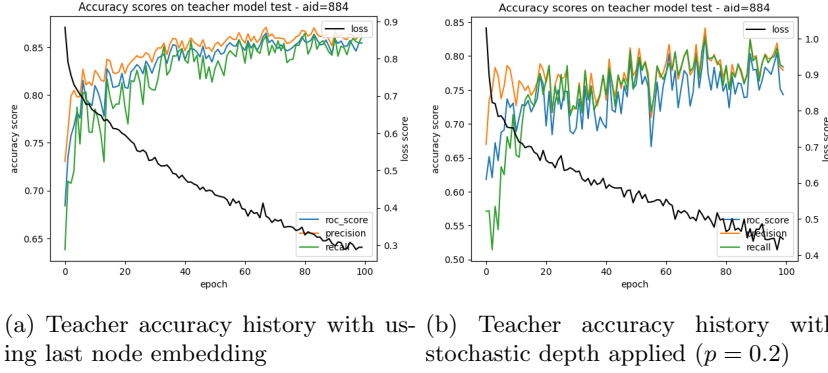 Accuracy scores on teacher model test - aid=884
loss
0.85
0.80
0.75
0.70
0.65
accuracy score
0.9
0.8
0.7
0.6
0.5
0.4
0.3
loss score
roc_score
precision
recall
0
20
40
60
80
100
epoch
(a) Teacher accuracy history with us-
ing last node embedding
Accuracy scores on teacher model test - aid=884
loss
0.85
0.80
0.75
0.70
0.65
0.60
0.55
0.50
accuracy score
1.0
0.9
0.8
0.7
0.6
0.5
0.4
loss score
roc_score
precision
recall
0
20
40
60
80
100
epoch
(b) Teacher accuracy history with
stochastic depth applied (p = 0.2)